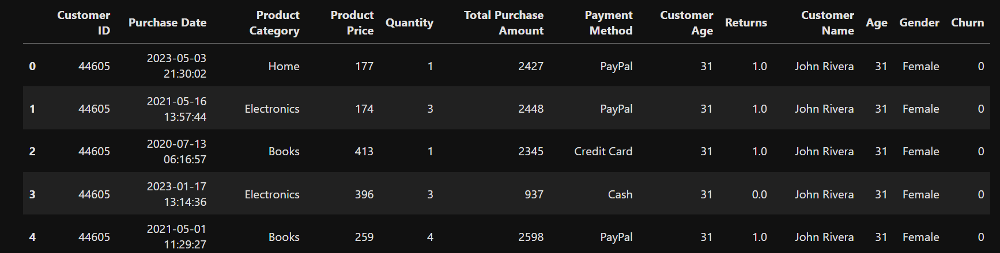 Customer ID Purchase Date Product Category Product Price Quantity Total Purchase Amount Payment Method Customer Age Returns Customer Name Age Gender Churn
0 44605 2023-05-03 21:30:02 Home 177 1 2427 PayPal 31 1.0 John Rivera 31 Female 0
1 44605 2021-05-16 13:57:44 Electronics 174 3 2448 PayPal 31 1.0 John Rivera 31 Female 0
2 44605 2020-07-13 06:16:57 Books 413 1 2345 Credit Card 31 1.0 John Rivera 31 Female 0
3 44605 2023-01-17 13:14:36 Electronics 396 3 937 Cash 31 0.0 John Rivera 31 Female 0
4 44605 2021-05-01 11:29:27 Books 259 4 2598 PayPal 31 1.0 John Rivera 31 Female 0